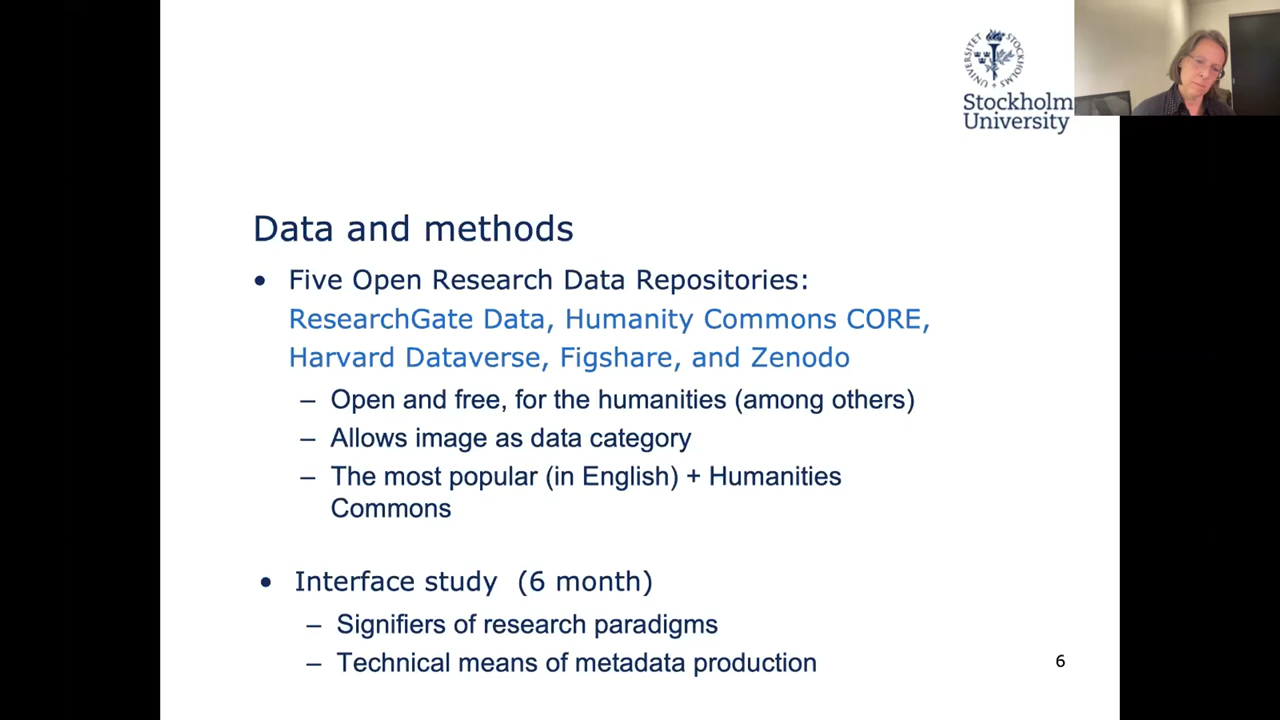 STOCKHOLMS UNIVERSITET
Stockholm
University
Data and methods
• Five Open Research Data Repositories:
ResearchGate Data, Humanity Commons CORE,
Harvard Dataverse, Figshare, and Zenodo
– Open and free, for the humanities (among others)
– Allows image as data category
– The most popular (in English) + Humanities
Commons
• Interface study (6 month)
– Signifiers of research paradigms
– Technical means of metadata production
6